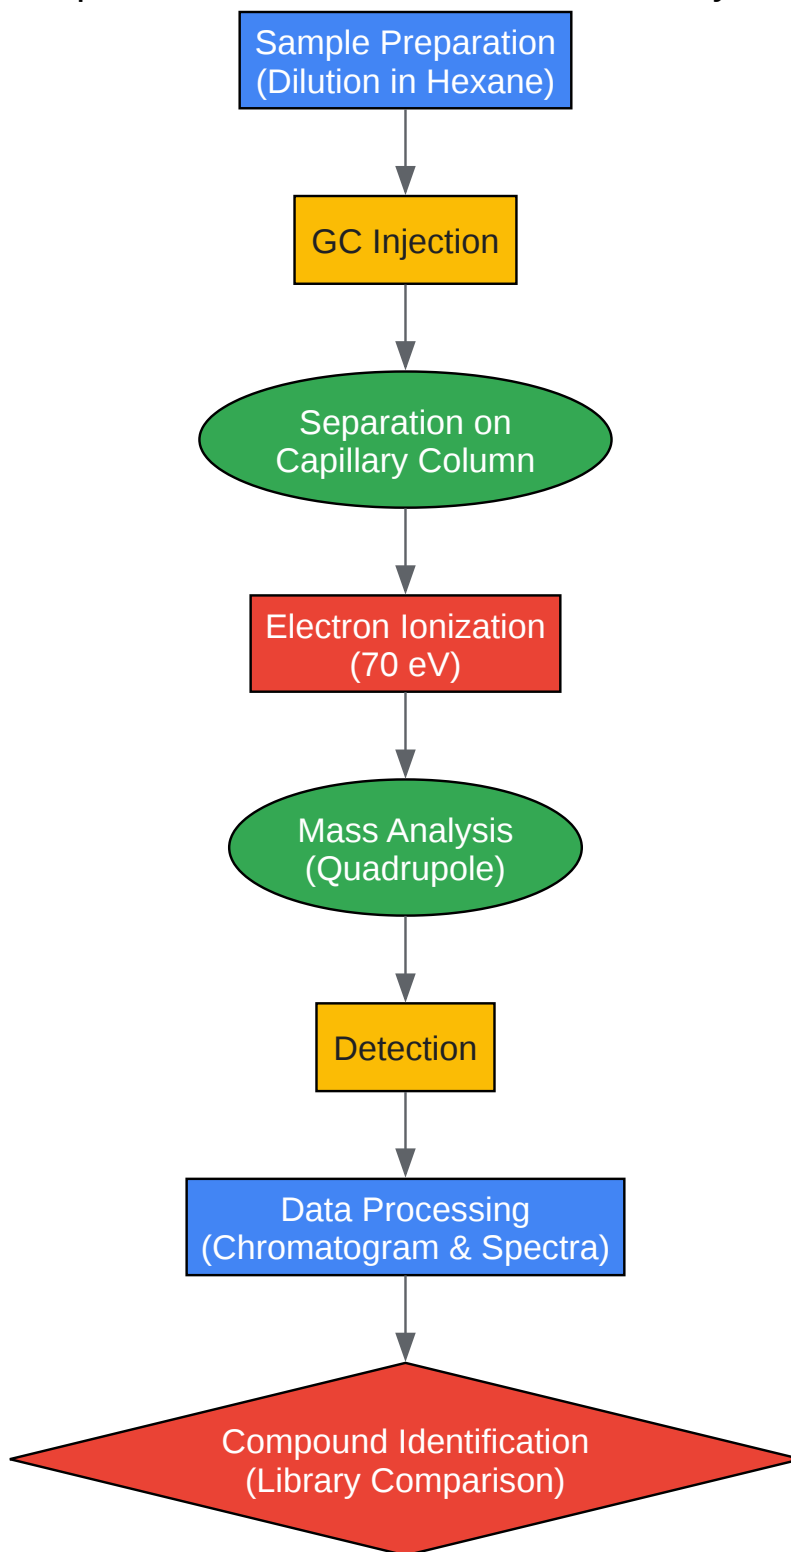 Sample Preparation
(Dilution in Hexane)
GC Injection
Separation on
Capillary Column
Electron Ionization
(70 eV)
Mass Analysis
(Quadrupole)
Detection
Data Processing
(Chromatogram & Spectra)
Compound Identification
(Library Comparison)